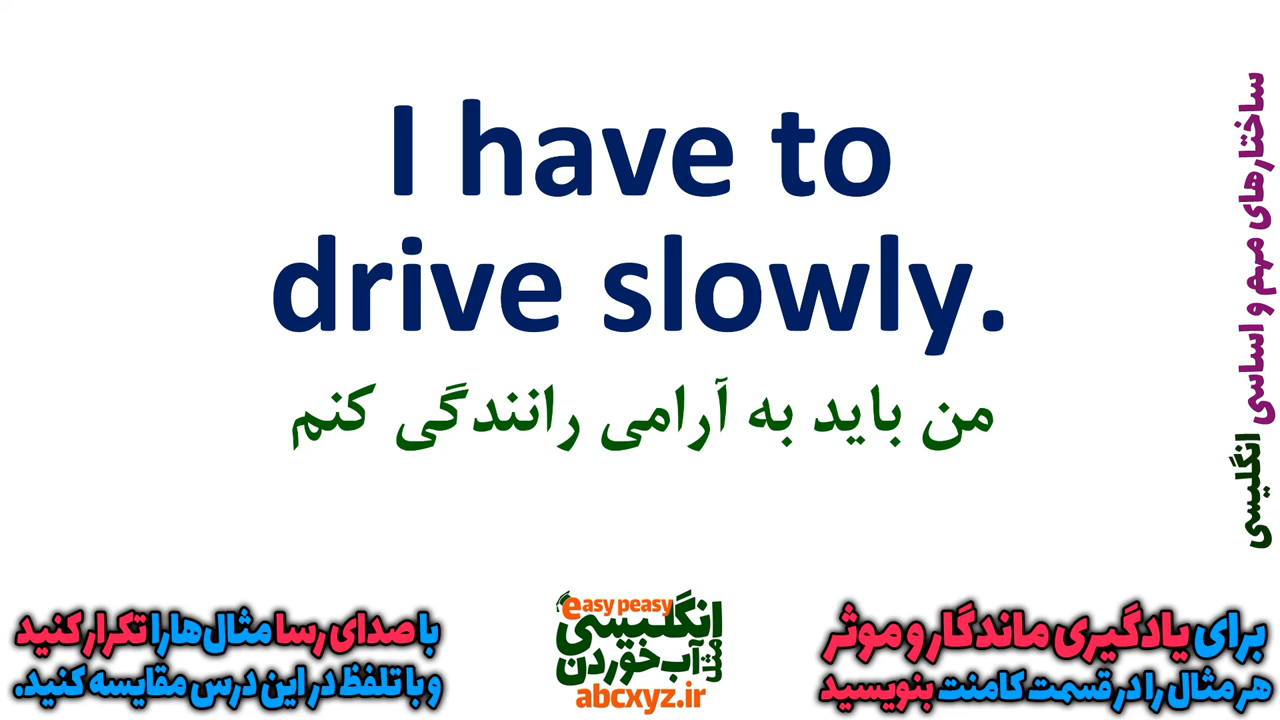 I have to
drive slowly.
من باید به آرامی رانندگی کنم
ساختارهای مهم و اساسی انگلیسی
برای یادگیری ماندگار و موثر
هر مثال را در قسمت کامنت بنویسید
easy peasy
انگلیسی
مثل آب خوردن
abcxyz.ir
با صدای رسا مثال‌ها را تکرار کنید
و با تلفظ در این درس مقایسه کنید.